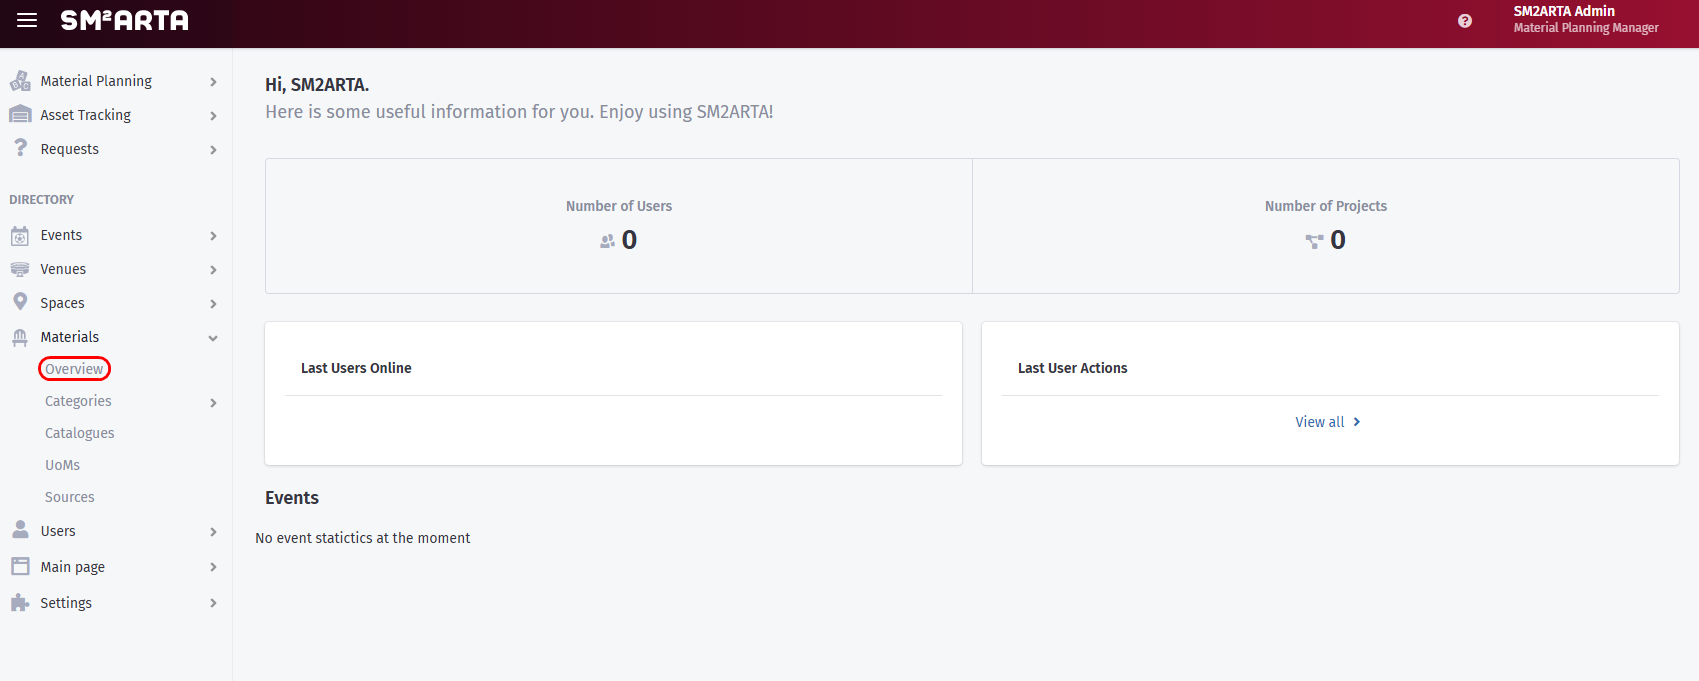 SM²ARTA
SM2ARTA Admin
Material Planning Manager
Material Planning
Asset Tracking
Requests
DIRECTORY
Events
Venues
Spaces
Materials
Overview
Categories
Catalogues
UoMs
Sources
Users
Main page
Settings
Hi, SM2ARTA.
Here is some useful information for you. Enjoy using SM2ARTA!
Number of Users
0
Number of Projects
0
Last Users Online
Last User Actions
View all
Events
No event statictics at the moment